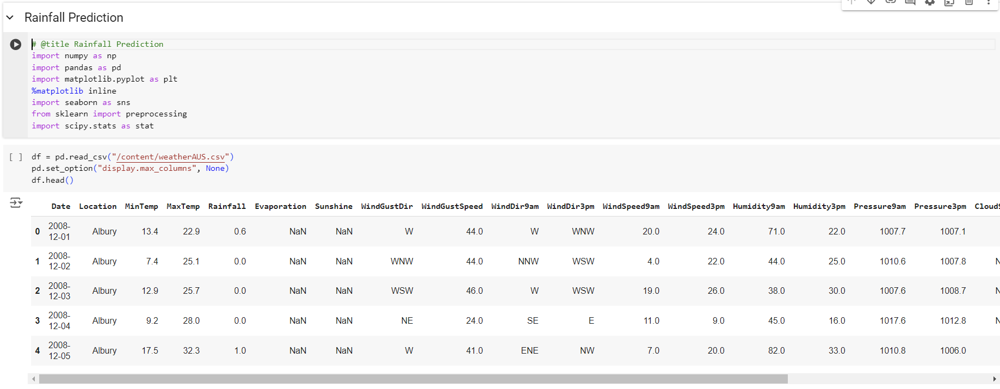 Rainfall Prediction
# @title Rainfall Prediction
import numpy as np
import pandas as pd
import matplotlib.pyplot as plt
%matplotlib inline
import seaborn as sns
from sklearn import preprocessing
import scipy.stats as stat
[ ] df = pd.read_csv("/content/weatherAUS.csv")
pd.set_option("display.max_columns", None)
df.head()
Date Location MinTemp MaxTemp Rainfall Evaporation Sunshine WindGustDir WindGustSpeed WindDir9am WindDir3pm WindSpeed9am WindSpeed3pm Humidity9am Humidity3pm Pressure9am Pressure3pm
0 2008-12-01 Albury 13.4 22.9 0.6 NaN NaN W 44.0 W WNW 20.0 24.0 71.0 22.0 1007.7 1007.1
1 2008-12-02 Albury 7.4 25.1 0.0 NaN NaN WNW 44.0 NNW WSW 4.0 22.0 44.0 25.0 1010.6 1007.8
2 2008-12-03 Albury 12.9 25.7 0.0 NaN NaN WSW 46.0 W WSW 19.0 26.0 38.0 30.0 1007.6 1008.7
3 2008-12-04 Albury 9.2 28.0 0.0 NaN NaN NE 24.0 SE E 11.0 9.0 45.0 16.0 1017.6 1012.8
4 2008-12-05 Albury 17.5 32.3 1.0 NaN NaN W 41.0 ENE NW 7.0 20.0 82.0 33.0 1010.8 1006.0